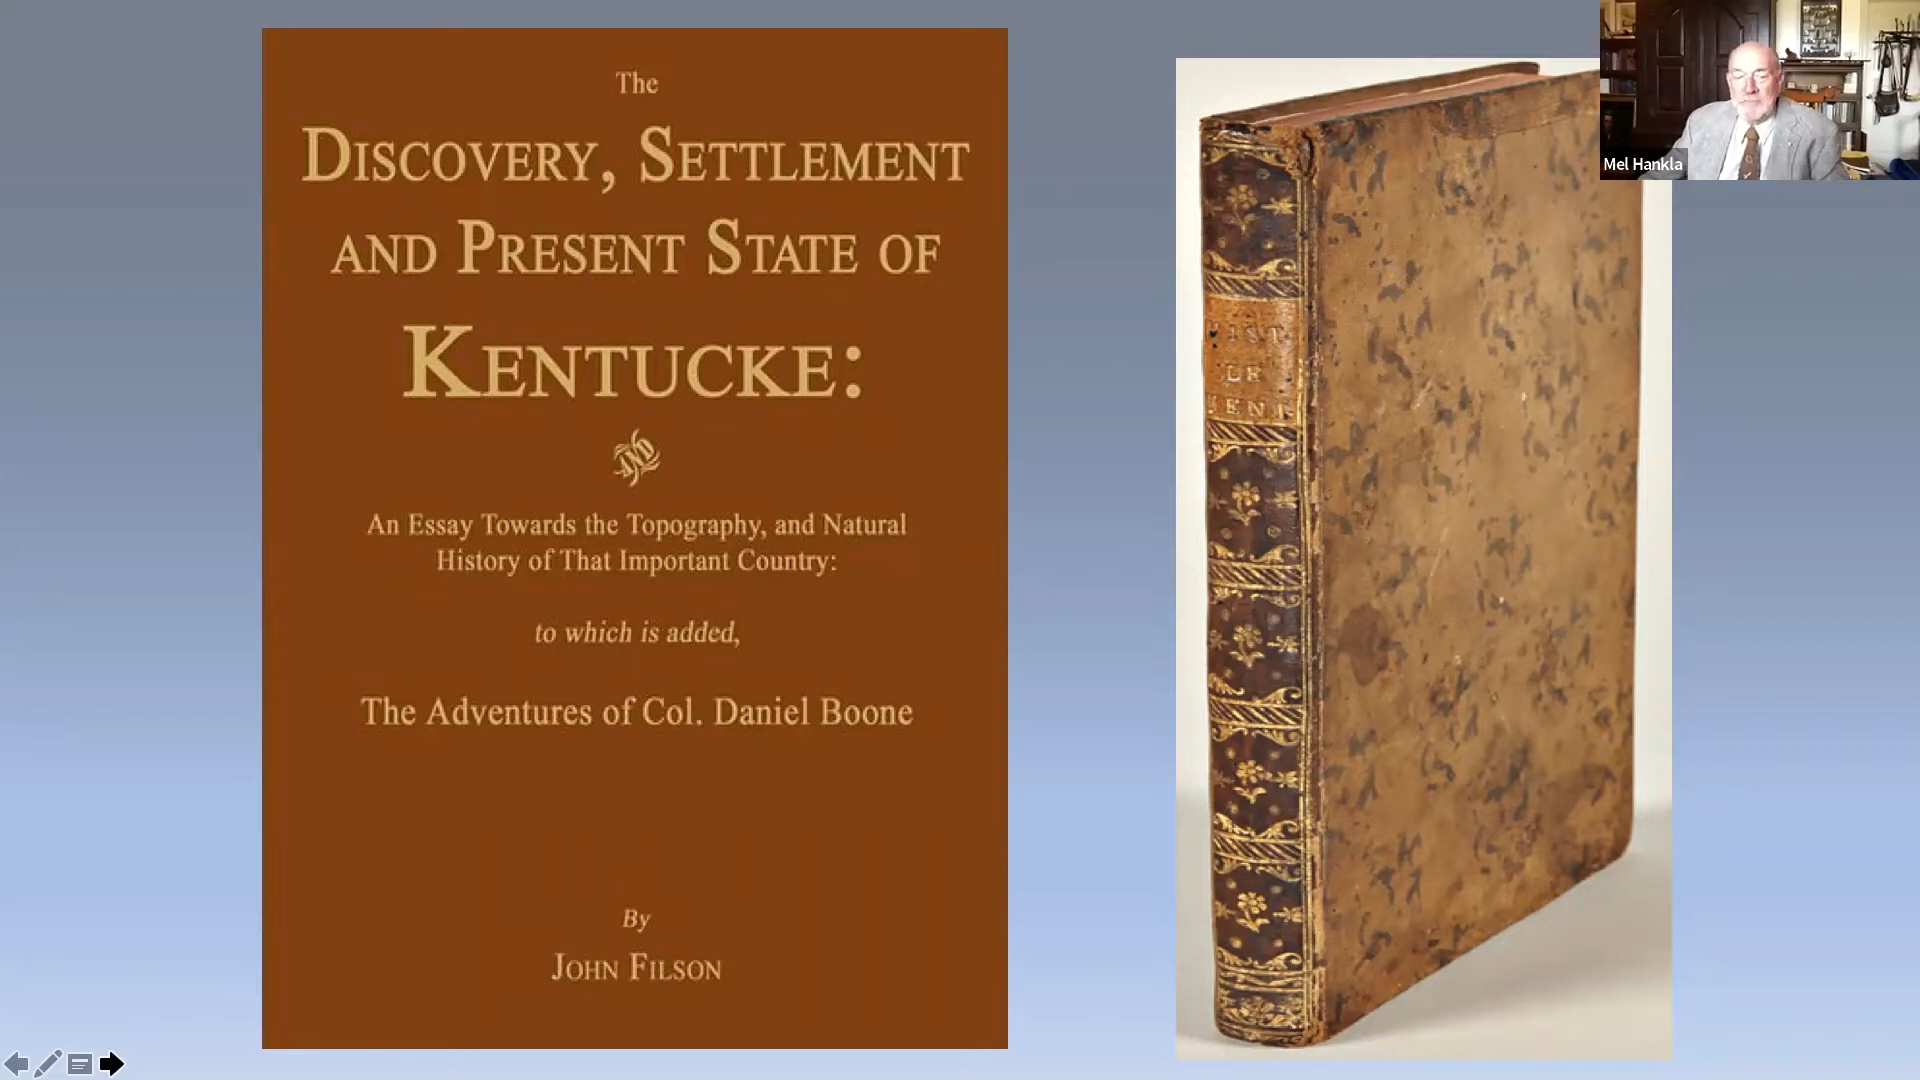 The
DISCOVERY, SETTLEMENT
AND PRESENT STATE OF
KENTUCKE:
AND
An Essay Towards the Topography, and Natural
History of That Important Country:
to which is added,
The Adventures of Col. Daniel Boone
By
JOHN FILSON
Mel Hankla